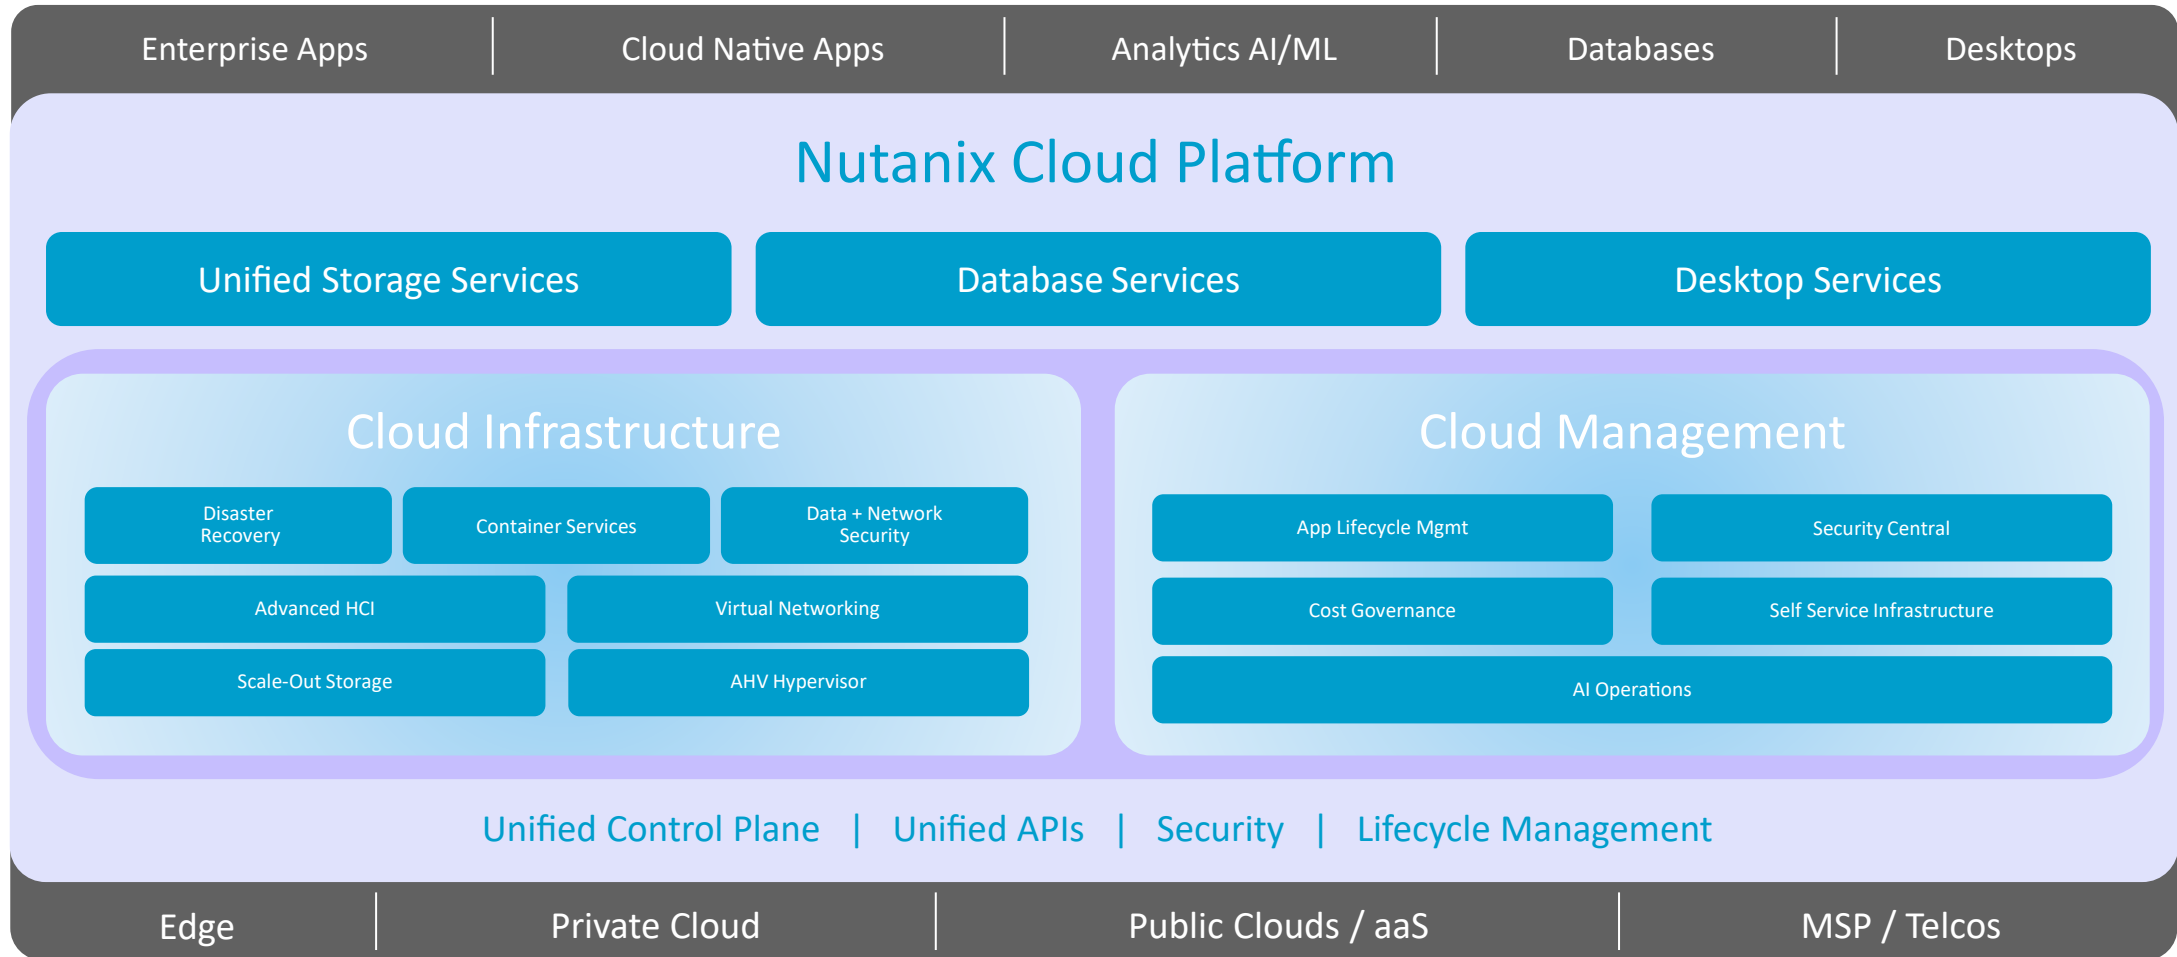 Enterprise Apps | Cloud Native Apps | Analytics AI/ML | Databases | Desktops
Nutanix Cloud Platform
Unified Storage Services
Database Services
Desktop Services
Cloud Infrastructure
Disaster
Recovery
Container Services
Data + Network
Security
Advanced HCI
Virtual Networking
Scale-Out Storage
AHV Hypervisor
Cloud Management
App Lifecycle Mgmt
Security Central
Cost Governance
Self Service Infrastructure
AI Operations
Unified Control Plane | Unified APIs | Security | Lifecycle Management
Edge | Private Cloud | Public Clouds / aaS | MSP / Telcos